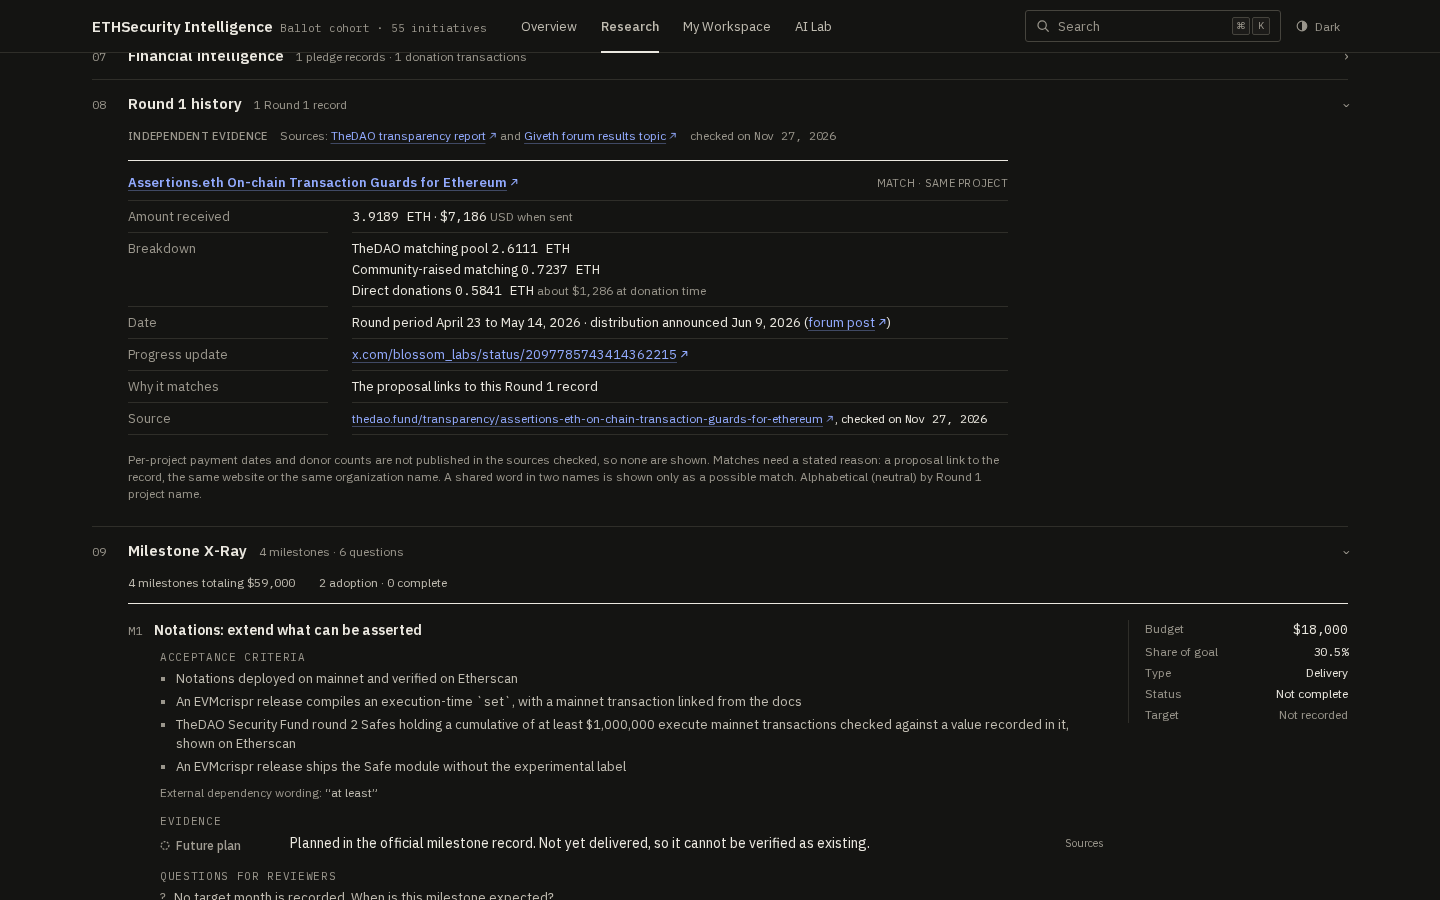 ETHSecurity Intelligence Ballot cohort · 55 initiatives Overview Research My Workspace AI Lab Search ⌘ K Dark
07 Financial Intelligence 1 pledge records · 1 donation transactions
08 Round 1 history 1 Round 1 record
INDEPENDENT EVIDENCE Sources: TheDAO transparency report ↗ and Giveth forum results topic ↗ checked on Nov 27, 2026
Assertions.eth On-chain Transaction Guards for Ethereum ↗ MATCH · SAME PROJECT
Amount received 3.9189 ETH · $7,186 USD when sent
Breakdown TheDAO matching pool 2.6111 ETH
Community-raised matching 0.7237 ETH
Direct donations 0.5841 ETH about $1,286 at donation time
Date Round period April 23 to May 14, 2026 · distribution announced Jun 9, 2026 (forum post ↗)
Progress update x.com/blossom_labs/status/2097785743414362215 ↗
Why it matches The proposal links to this Round 1 record
Source thedao.fund/transparency/assertions-eth-on-chain-transaction-guards-for-ethereum ↗, checked on Nov 27, 2026
Per-project payment dates and donor counts are not published in the sources checked, so none are shown. Matches need a stated reason: a proposal link to the
record, the same website or the same organization name. A shared word in two names is shown only as a possible match. Alphabetical (neutral) by Round 1
project name.
09 Milestone X-Ray 4 milestones · 6 questions
4 milestones totaling $59,000 2 adoption · 0 complete
M1 Notations: extend what can be asserted
ACCEPTANCE CRITERIA
▪ Notations deployed on mainnet and verified on Etherscan
▪ An EVMcrispr release compiles an execution-time `set`, with a mainnet transaction linked from the docs
▪ TheDAO Security Fund round 2 Safes holding a cumulative of at least $1,000,000 execute mainnet transactions checked against a value recorded in it,
shown on Etherscan
▪ An EVMcrispr release ships the Safe module without the experimental label
External dependency wording: “at least”
Budget $18,000
Share of goal 30.5%
Type Delivery
Status Not complete
Target Not recorded
EVIDENCE
Future plan Planned in the official milestone record. Not yet delivered, so it cannot be verified as existing. Sources
QUESTIONS FOR REVIEWERS
? No target month is recorded. When is this milestone expected?